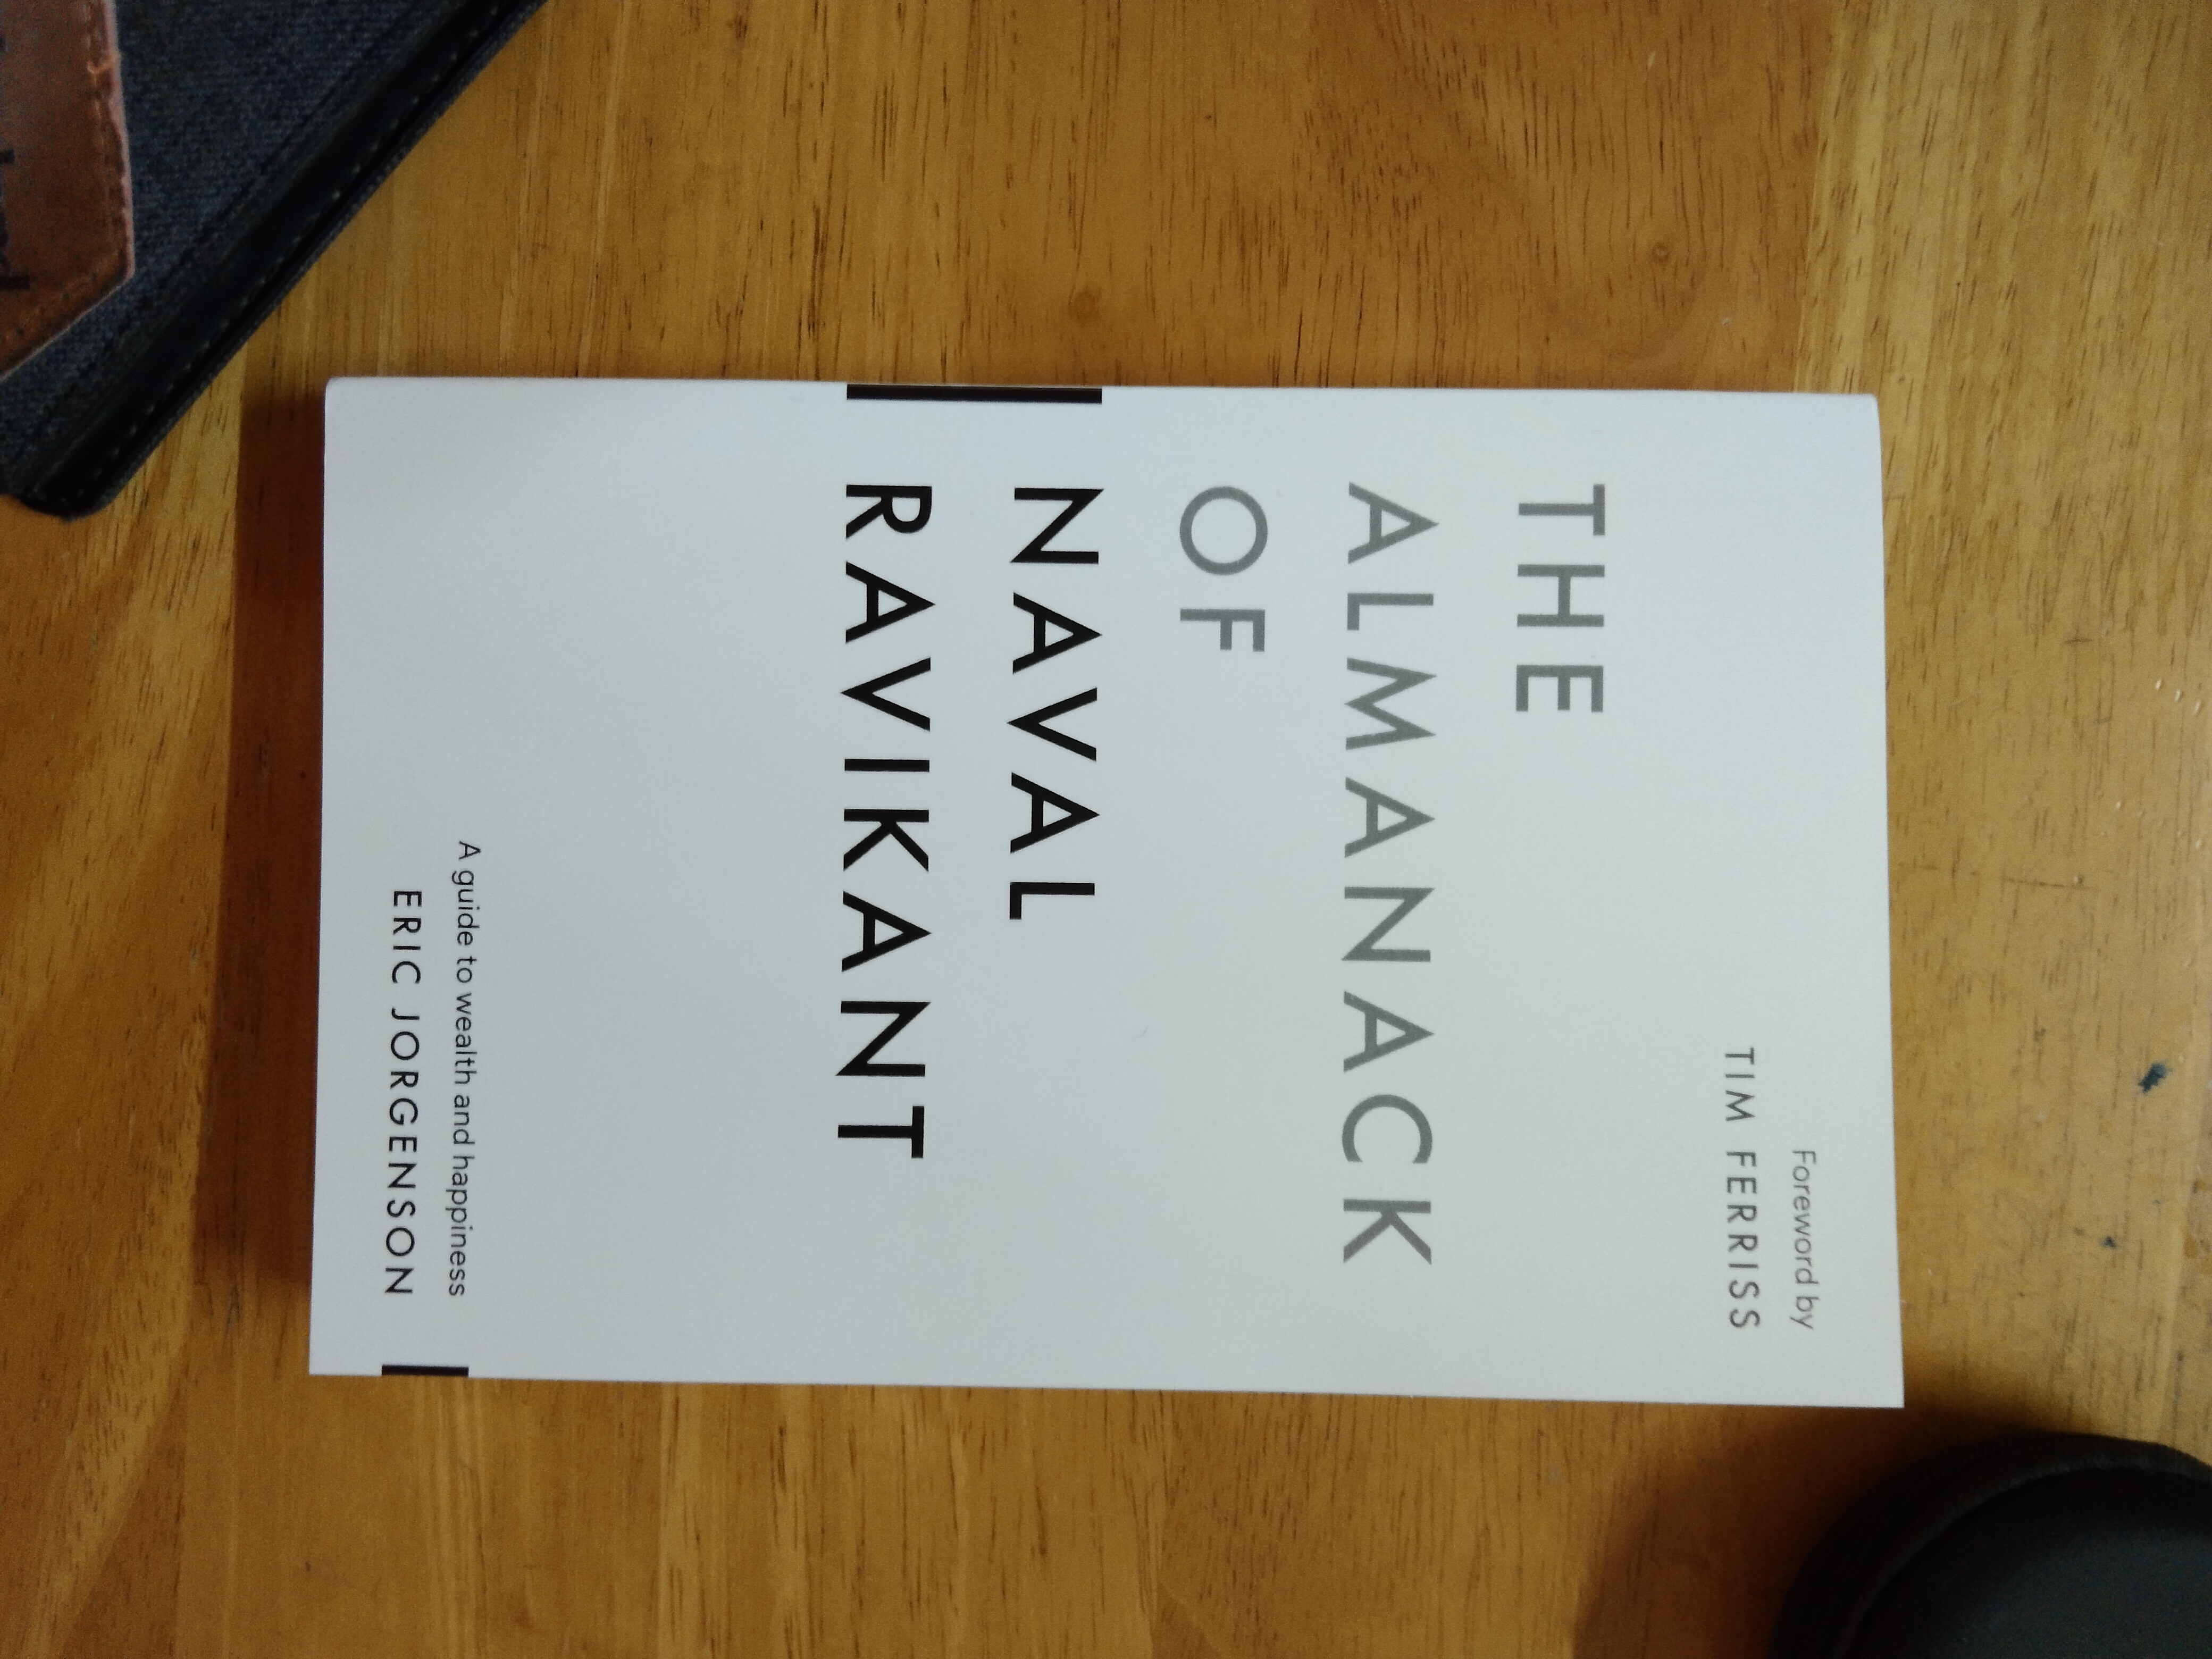 Foreword by
TIM FERRISS
THE
ALMANACK
OF
NAVAL
RAVIKANT
A guide to wealth and happiness
ERIC JORGENSON